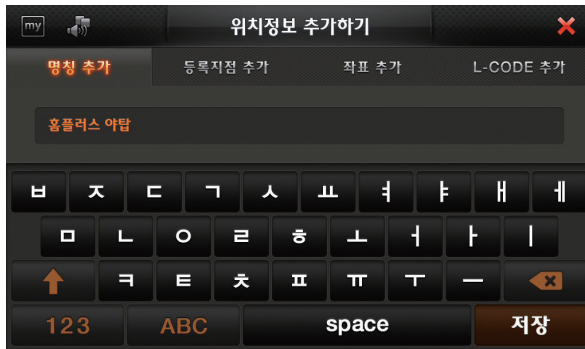 my 위치정보 추가하기
명칭 추가 등록지점 추가 좌표 추가 L-CODE 추가
홈플러스 야탑
ㅂ ㅈ ㄷ ㄱ ㅅ ㅛ ㅕ ㅑ ㅐ ㅔ
ㅁ ㄴ ㅇ ㄹ ㅎ ㅗ ㅓ ㅏ ㅣ
ㅋ ㅌ ㅊ ㅍ ㅠ ㅜ ㅡ
123 ABC space 저장